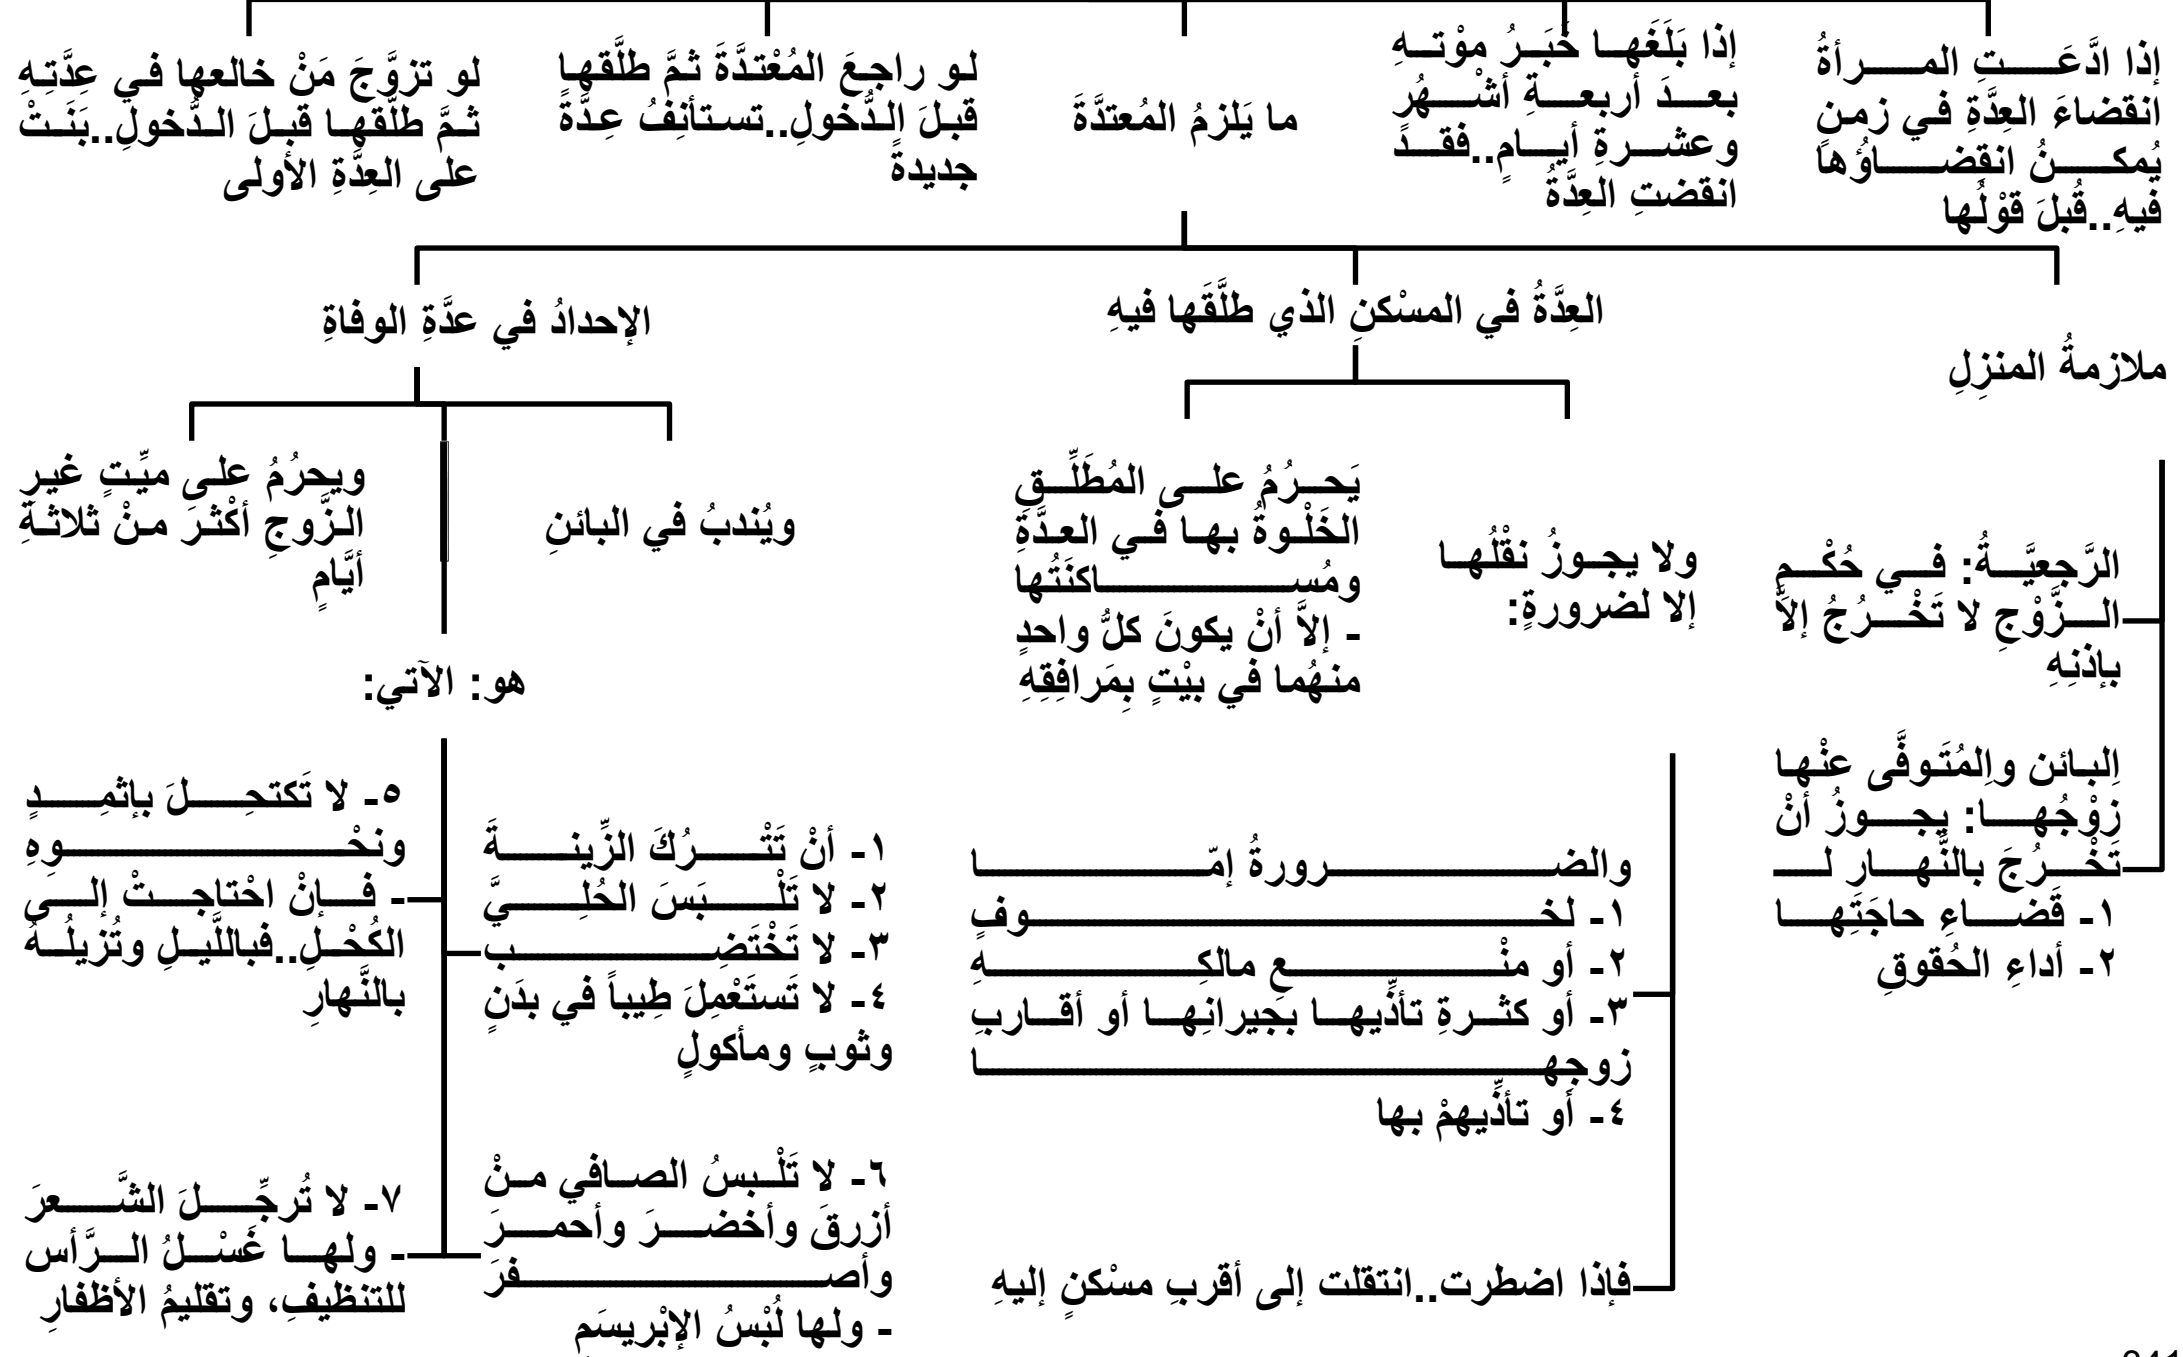 إذا ادَّعَتِ المرأةُ
انقضاءَ العِدَّةِ في زمنٍ
يُمكنُ انقِضاؤُها
فيهِ..قُبلَ قوْلُها
إذا بَلَغَها خَبَرُ موْتهِ
بعدَ أربعةِ أشْهُرٍ
وعشرةِ أيامٍ..فقدْ
انقضتِ العِدَّةُ
ما يَلزمُ المُعتدَّةَ
لو راجعَ المُعْتدَّةَ ثمَّ طلَّقها
قبلَ الدُّخولِ..تستأنِفُ عِدَّةً
جديدةً
لو تزوَّجَ مَنْ خالعها في عِدَّتِهِ
ثمَّ طلَّقها قبلَ الدُّخولِ..بَنَتْ
على العِدَّةِ الأولى
ملازمةُ المنزِلِ
العِدَّةُ في المسْكنِ الذي طلَّقَها فيهِ
الإحدادُ في عدَّةِ الوفاةِ
الرَّجعيَّةُ: في حُكْمِ
الزَّوْجِ لا تَخْرُجُ إلاَّ
بإذنِهِ
البائن والمُتَوفَّى عنْها
زوْجُها: يجوزُ أنْ
تَخْرُجَ بالنَّهارِ لـ
١- قَضاءِ حاجَتِها
٢- أداءِ الحُقوقِ
ولا يجوزُ نقْلُها
إلا لضرورةٍ:
يَحرُمُ على المُطَلِّقِ
الخَلْوةُ بها في العدَّةِ
ومُساكنَتُها
- إلاَّ أنْ يكونَ كلُّ واحدٍ
منهُما في بيْتٍ بِمَرافِقِهِ
والضرورةُ إمّا
١- لخوفٍ
٢- أو منْعِ مالكِهِ
٣- أو كثرةِ تأذِّيها بجيرانِها أو أقاربِ
زوجِها
٤- أو تأذِّيهمْ بها
فإذا اضطرت..انتقلت إلى أقربِ مسْكنٍ إليهِ
ويُندبُ في البائنِ
ويحرُمُ على ميِّتٍ غيرِ
الزَّوجِ أكْثرَ منْ ثلاثةِ
أيَّامٍ
هو: الآتي:
١- أنْ تَتْرُكَ الزِّينةَ
٢- لا تَلْبَسَ الحُلِيَّ
٣- لا تَخْتَضِب
٤- لا تَستَعْمِلَ طِيباً في بدَنٍ
وثوبٍ ومأكولٍ
٥- لا تَكتحِلَ بإثمِدٍ
ونحْوِهِ
- فإنْ احْتاجتْ إلى
الكُحْلِ..فباللَّيلِ وتُزيلُهُ
بالنَّهارِ
٦- لا تَلْبسُ الصافي منْ
أزرقَ وأخضرَ وأحمرَ
وأصفرَ
- ولها لُبْسُ الإبْريسَمِ
٧- لا تُرجِّلَ الشَّعرَ
- ولها غَسْلُ الرَّأس
للتنظيفِ، وتقليمُ الأظفارِ